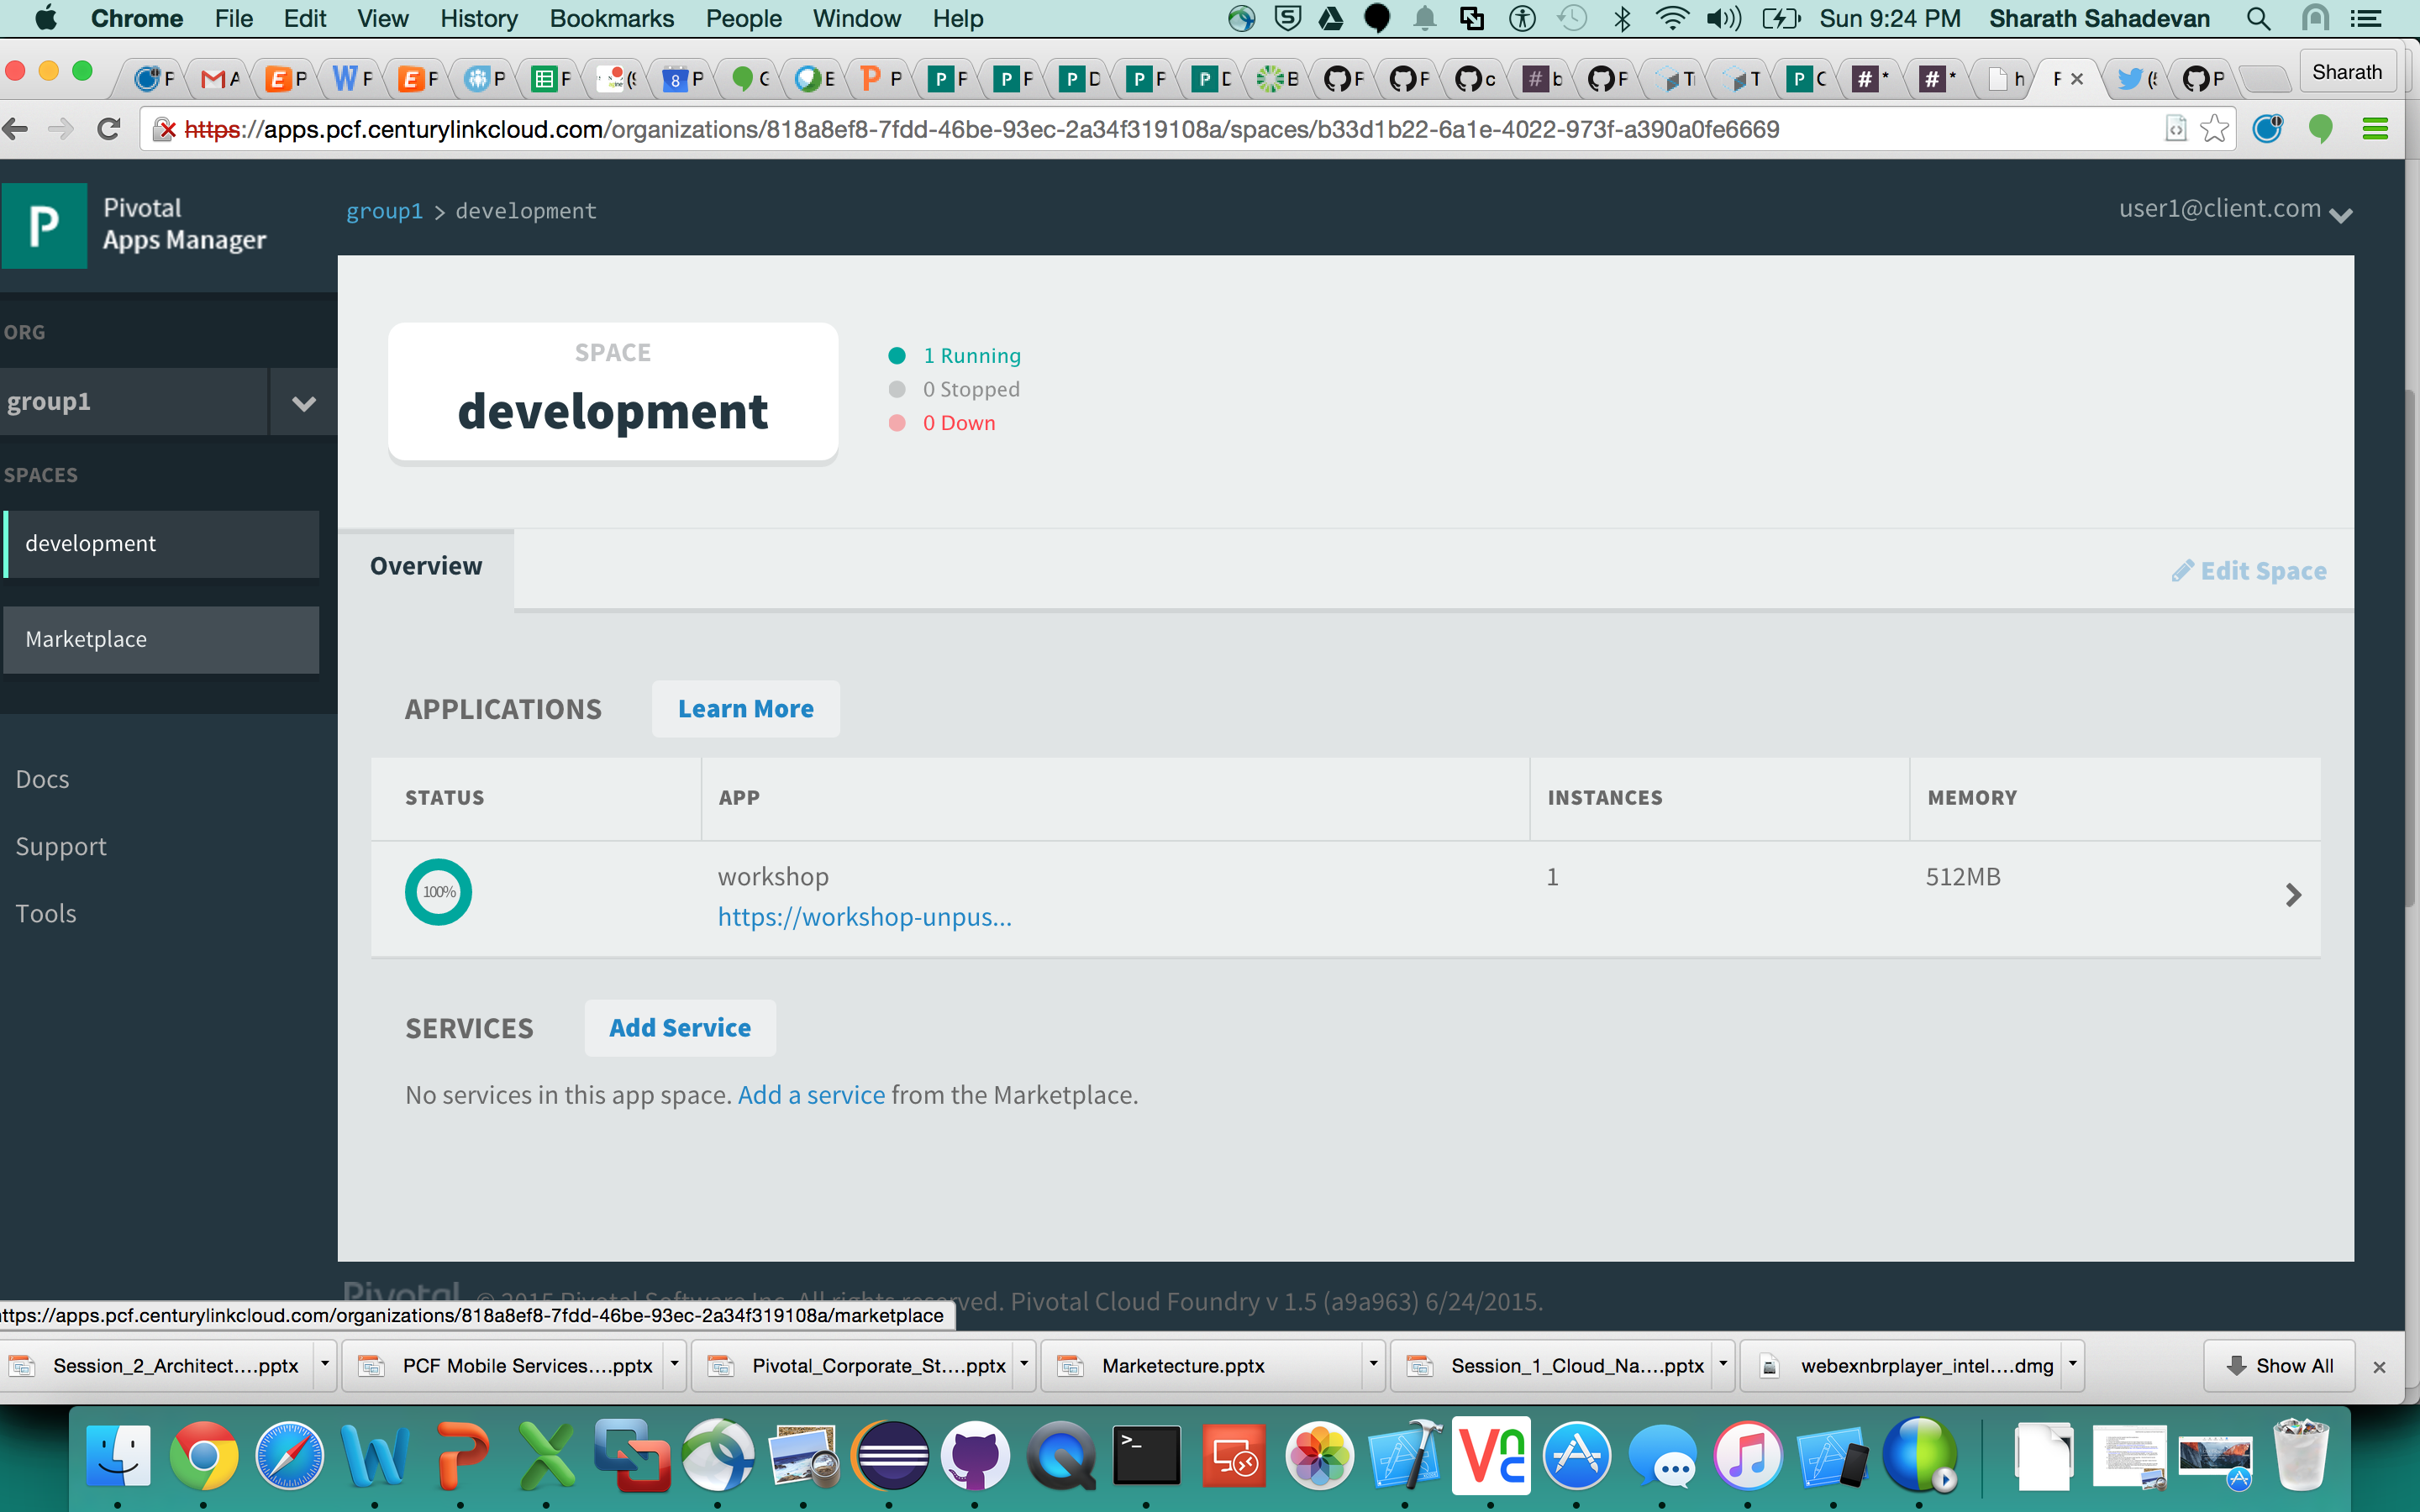 Chrome File Edit View History Bookmarks People Window Help Sun 9:24 PM Sharath Sahadevan
Sharath
https://apps.pcf.centurylinkcloud.com/organizations/818a8ef8-7fdd-46be-93ec-2a34f319108a/spaces/b33d1b22-6a1e-4022-973f-a390a0fe6669
P Pivotal
Apps Manager
group1 > development
user1@client.com
ORG
group1
SPACES
development
Marketplace
Docs
Support
Tools
SPACE
development
1 Running
0 Stopped
0 Down
Overview
Edit Space
APPLICATIONS Learn More
STATUS APP INSTANCES MEMORY
100% workshop 1 512MB
https://workshop-unpus...
SERVICES Add Service
No services in this app space. Add a service from the Marketplace.
Pivotal © 2015 Pivotal Software Inc. All rights reserved. Pivotal Cloud Foundry v 1.5 (a9a963) 6/24/2015.
ttps://apps.pcf.centurylinkcloud.com/organizations/818a8ef8-7fdd-46be-93ec-2a34f319108a/marketplace
Session_2_Architect....pptx PCF Mobile Services....pptx Pivotal_Corporate_St....pptx Marketecture.pptx Session_1_Cloud_Na....pptx webexnbrplayer_intel....dmg Show All